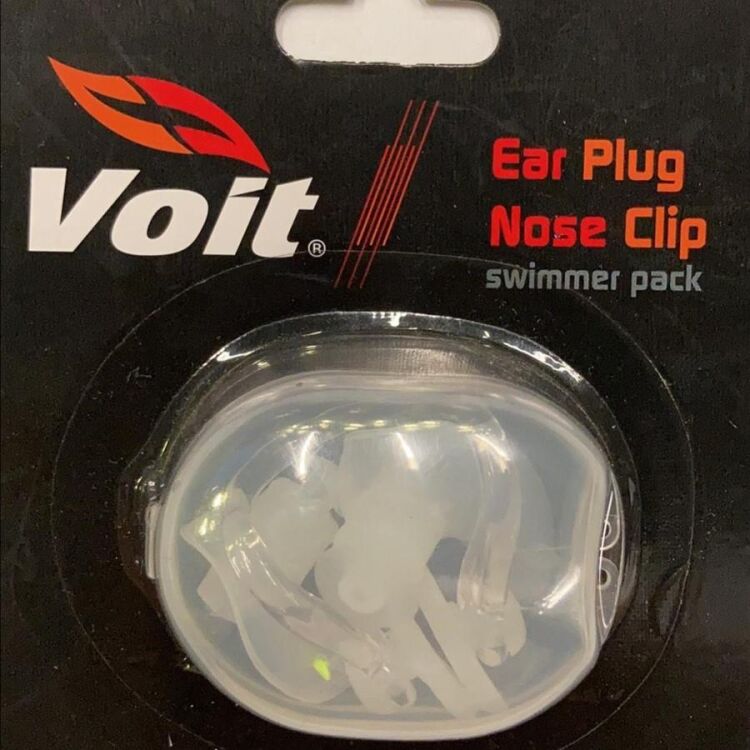 Voit®
Ear Plug
Nose Clip
swimmer pack